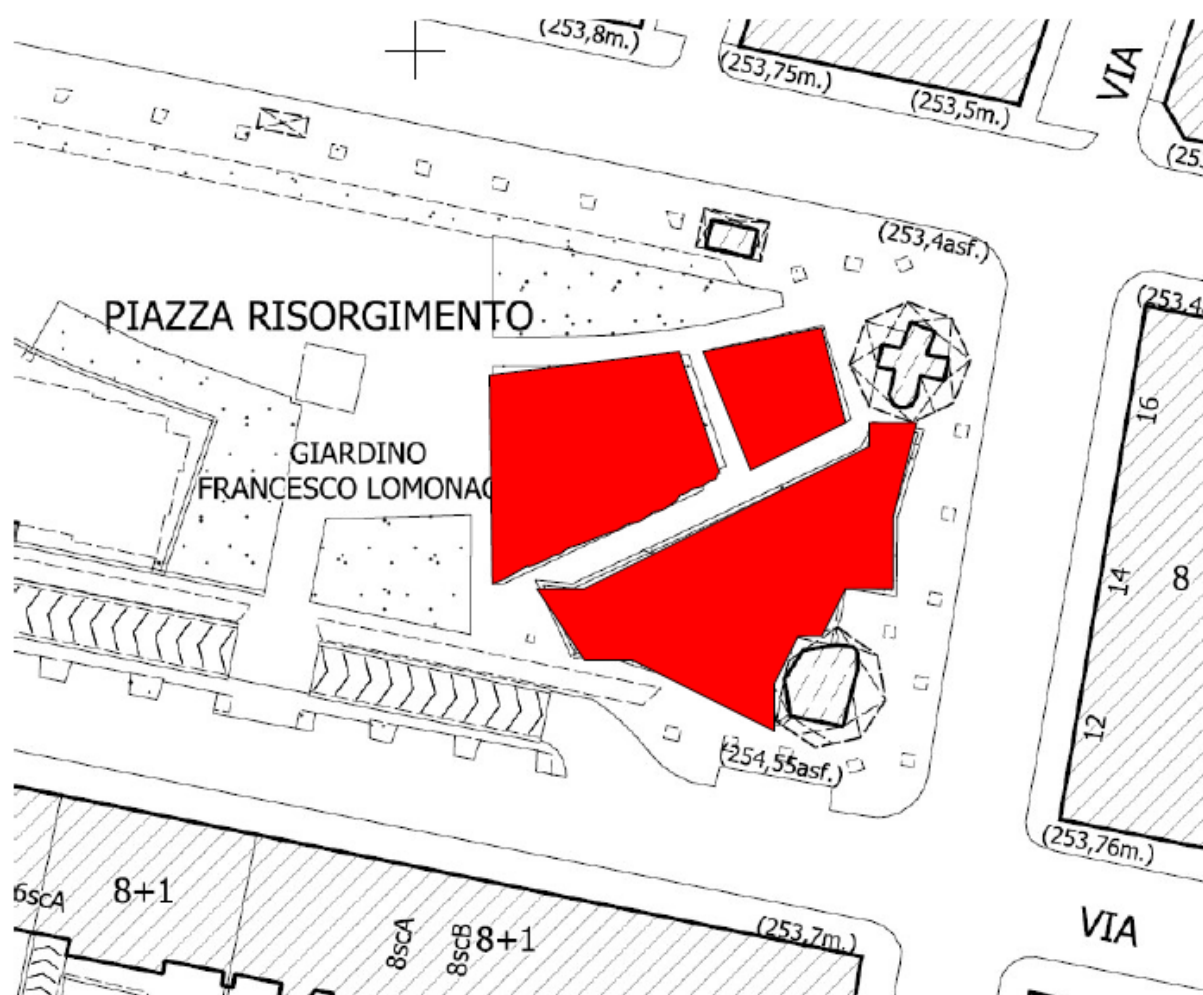 (253,8m.)
(253,75m.)
(253,5m.)
VIA
(253,4asf.)
PIAZZA RISORGIMENTO
GIARDINO
FRANCESCO LOMONAC
16
14
8
12
(254,55asf.)
(253,76m.)
6scA
8+1
8scA
8scB
8+1
(253,7m.)
VIA